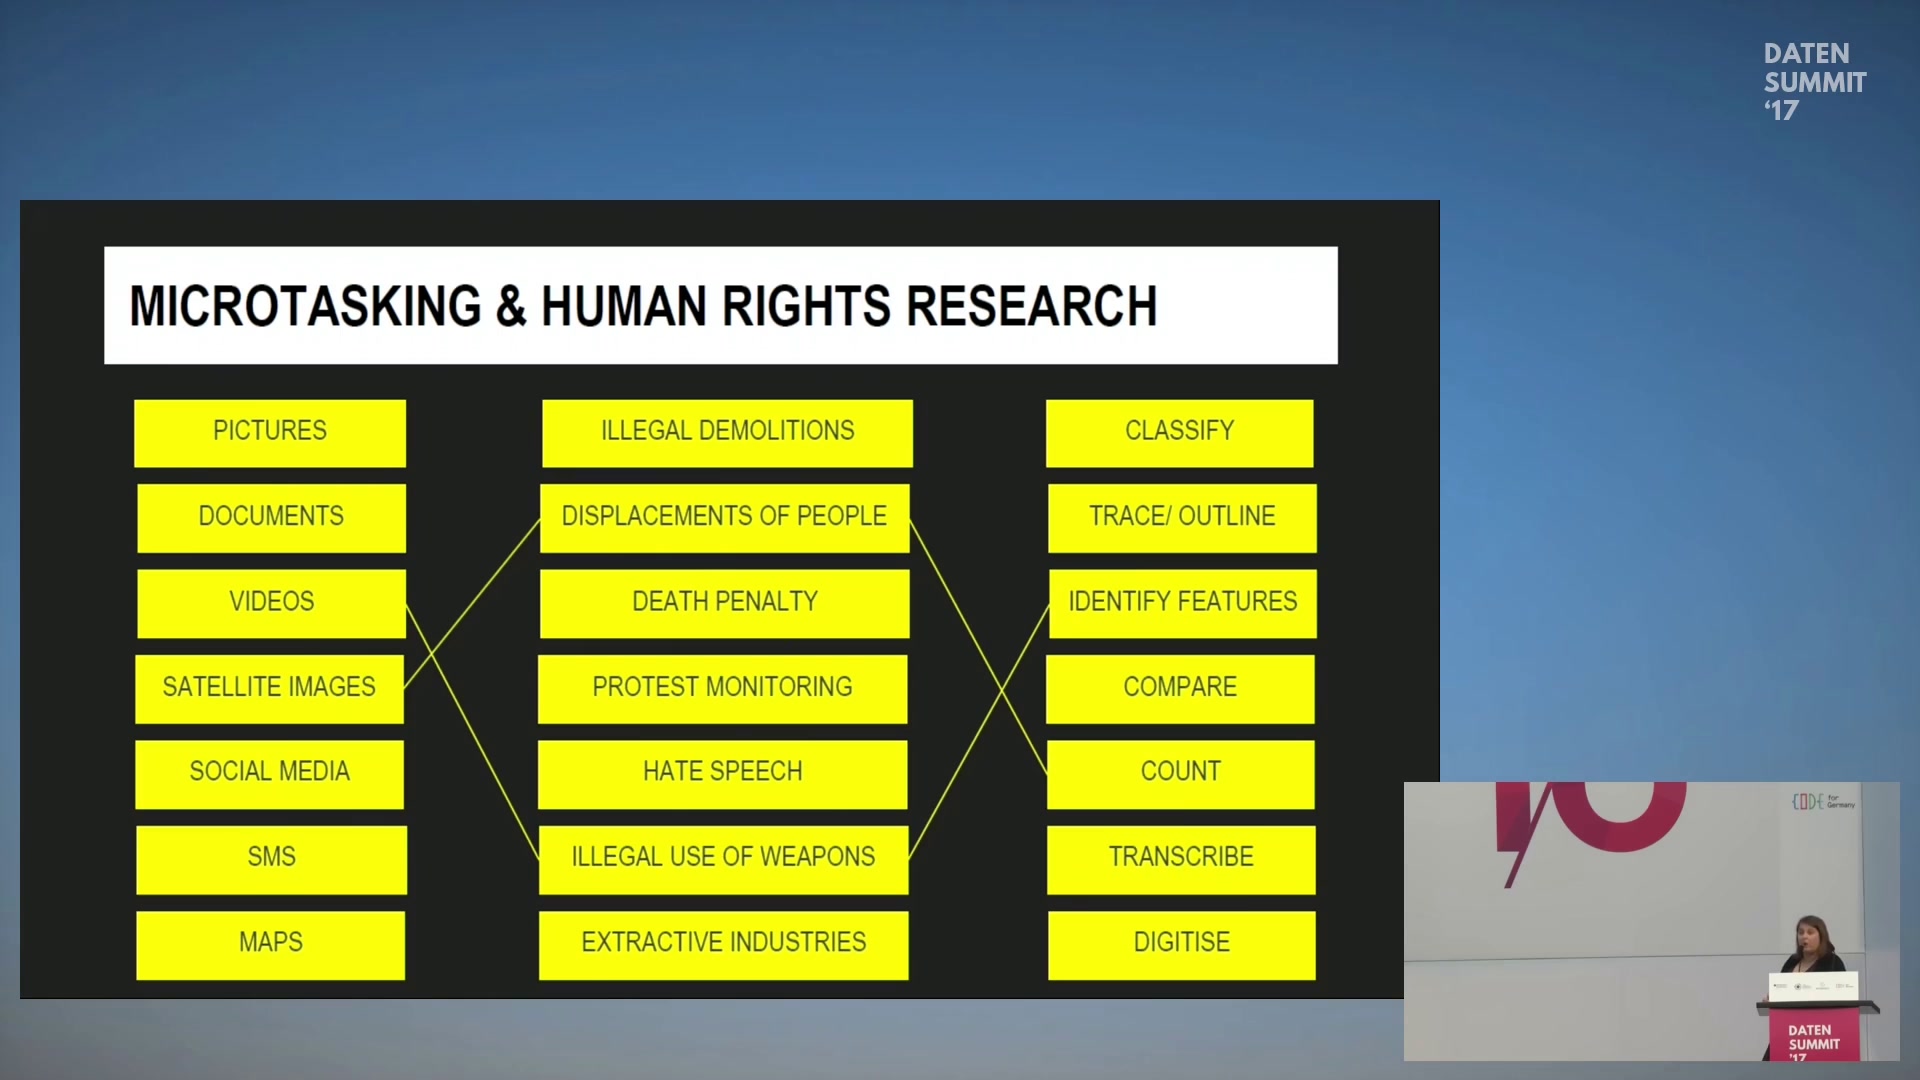 DATEN
SUMMIT
‘17
MICROTASKING & HUMAN RIGHTS RESEARCH
PICTURES
ILLEGAL DEMOLITIONS
CLASSIFY
DOCUMENTS
DISPLACEMENTS OF PEOPLE
TRACE/ OUTLINE
VIDEOS
DEATH PENALTY
IDENTIFY FEATURES
SATELLITE IMAGES
PROTEST MONITORING
COMPARE
SOCIAL MEDIA
HATE SPEECH
COUNT
SMS
ILLEGAL USE OF WEAPONS
TRANSCRIBE
MAPS
EXTRACTIVE INDUSTRIES
DIGITISE
CODE for
Germany
DATEN
SUMMIT
'17